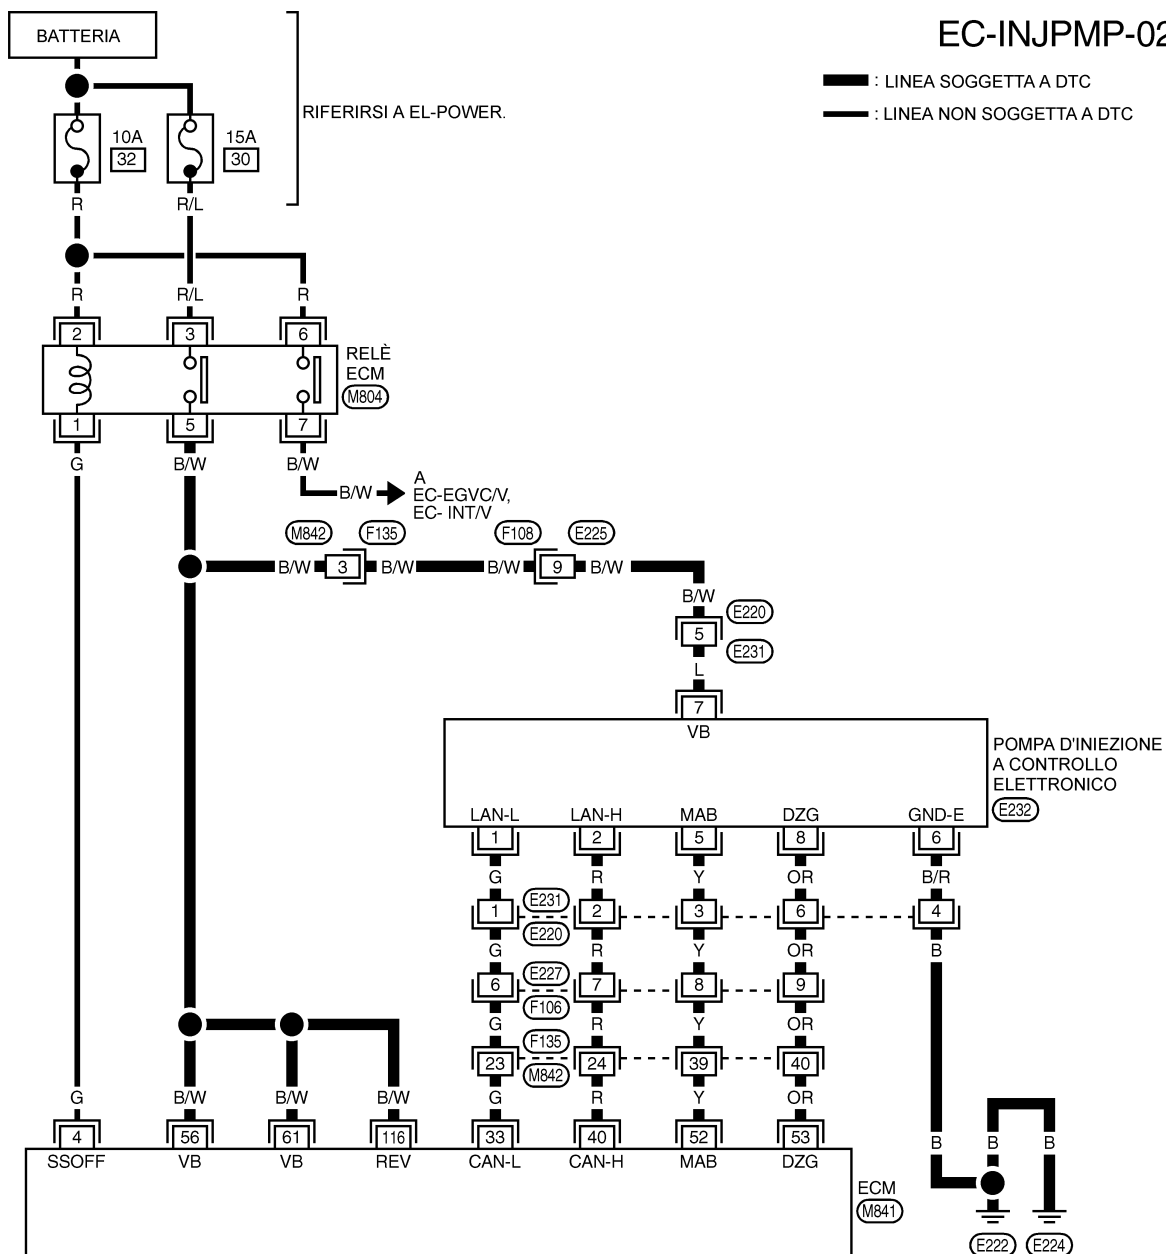 EC-INJPMP-02
BATTERIA
: LINEA SOGGETTA A DTC
: LINEA NON SOGGETTA A DTC
RIFERIRSI A EL-POWER.
10A 15A
32 30
R R/L
R R/L R
2 3 6
RELÈ
ECM
M804
1 5 7
G B/W B/W
B/W
A
EC-EGVC/V,
EC- INT/V
M842 F135 F108 E225
B/W 3 B/W B/W 9 B/W
B/W
E220
5
E231
L
7
VB
POMPA D'INIEZIONE
A CONTROLLO
ELETTRONICO
E232
LAN-L LAN-H MAB DZG GND-E
1 2 5 8 6
G R Y OR B/R
E231
1 2 3 6 4
E220
G R Y OR B
E227
6 7 8 9
F106
G R Y OR
F135
23 24 39 40
M842
G B/W B/W B/W G R Y OR
4 56 61 116 33 40 52 53
SSOFF VB VB REV CAN-L CAN-H MAB DZG
B B B
ECM
M841
E222 E224